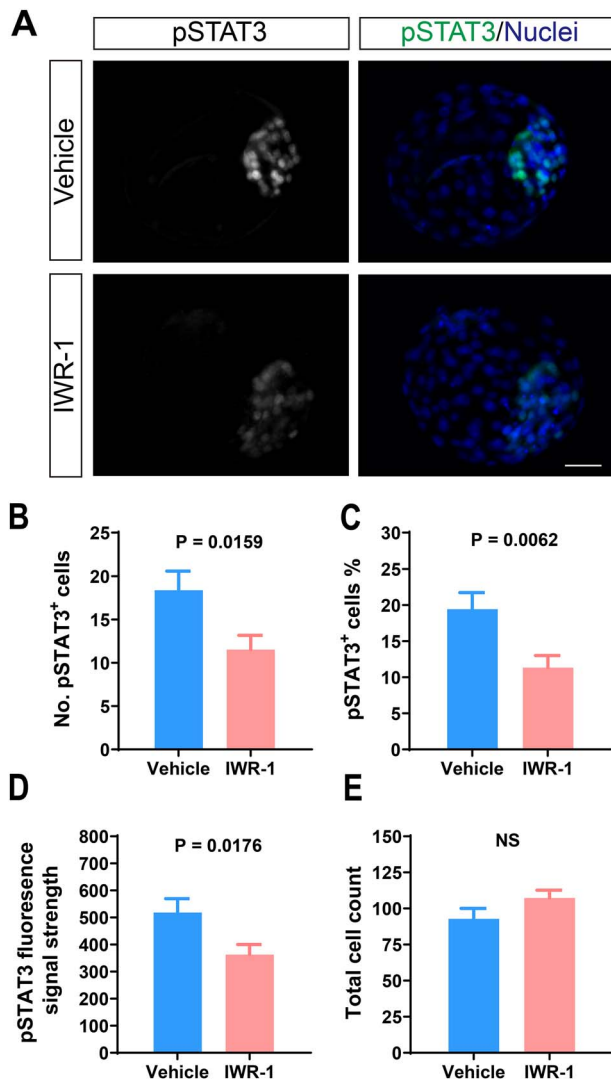 A
pSTAT3
pSTAT3/Nuclei
Vehicle
IWR-1
B
P = 0.0159
No. pSTAT3+ cells
25
20
15
10
5
0
Vehicle
IWR-1
C
P = 0.0062
pSTAT3+ cells %
30
25
20
15
10
5
0
Vehicle
IWR-1
D
P = 0.0176
pSTAT3 fluoresence
signal strength
800
700
600
500
400
300
200
100
0
Vehicle
IWR-1
E
NS
Total cell count
150
125
100
75
50
25
0
Vehicle
IWR-1